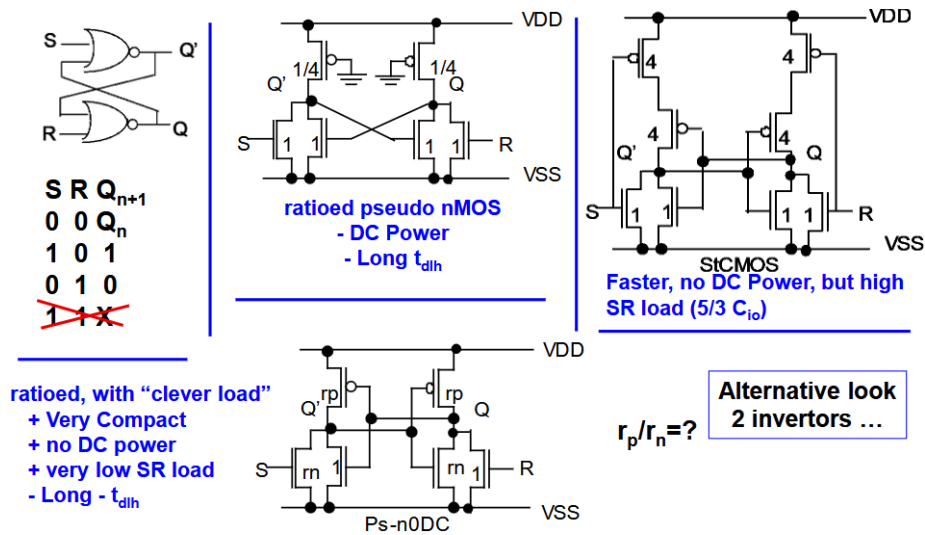 S
Q'
R
Q
S R Qn+1
0 0 Qn
1 0 1
0 1 0
1 1 X
VDD
1/4
1/4
Q'
Q
S
1
1
1
1
R
VSS
ratioed pseudo nMOS
- DC Power
- Long tdlh
VDD
4
4
4
4
Q'
Q
S
1
1
1
1
R
VSS
StCMOS
Faster, no DC Power, but high
SR load (5/3 Cio)
ratioed, with “clever load”
+ Very Compact
+ no DC power
+ very low SR load
- Long - tdlh
VDD
rp
rp
Q'
Q
S
rn
1
rn
1
R
VSS
Ps-n0DC
rp/rn=?
Alternative look
2 invertors …